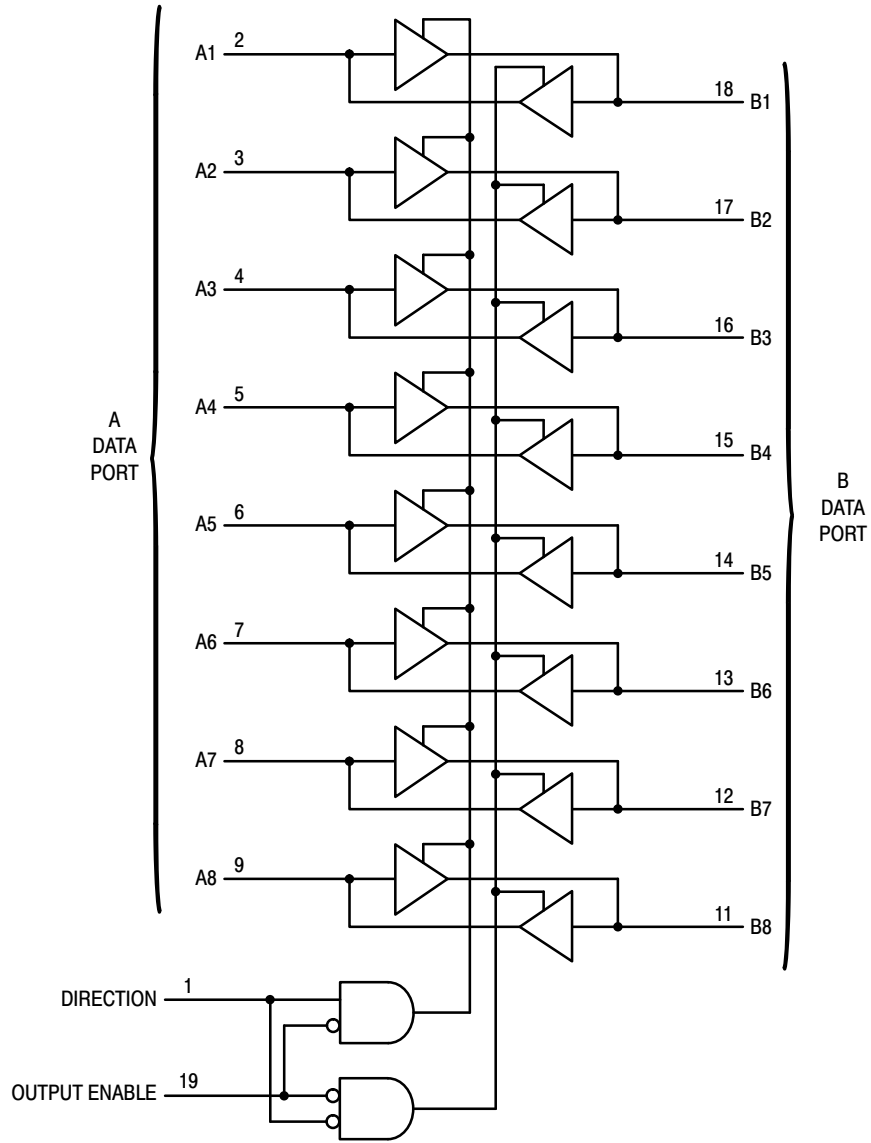 A1 2
18 B1
A2 3
17 B2
A3 4
16 B3
A4 5
15 B4
A
DATA
PORT
B
DATA
PORT
A5 6
14 B5
A6 7
13 B6
A7 8
12 B7
A8 9
11 B8
DIRECTION 1
OUTPUT ENABLE 19